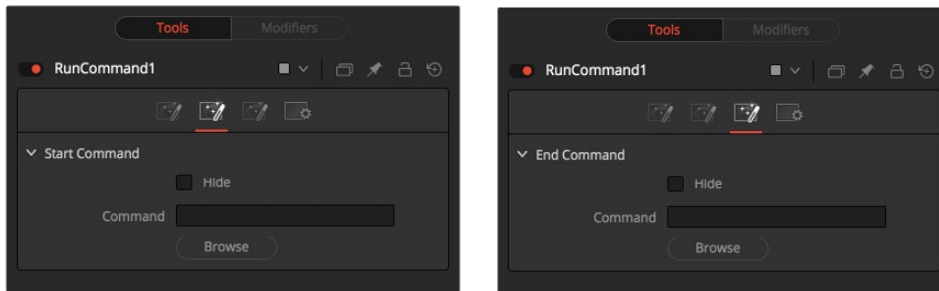 Tools Modifiers
RunCommand1
Start Command
Hide
Command
Browse
Tools Modifiers
RunCommand1
End Command
Hide
Command
Browse